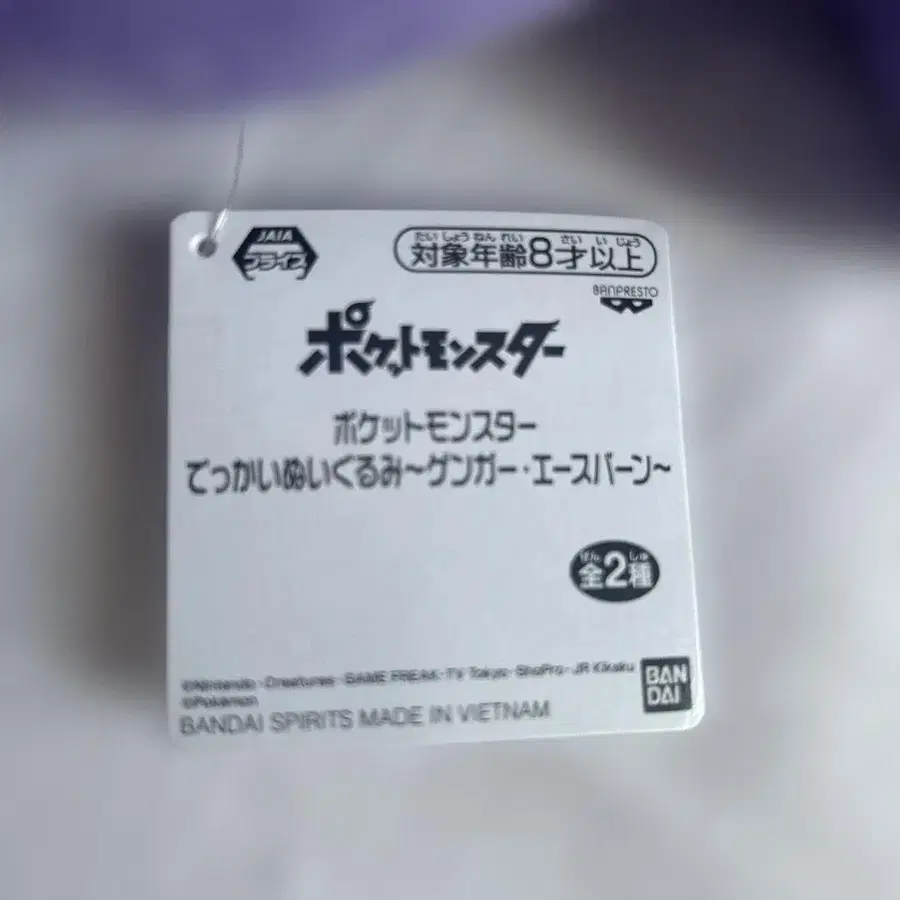 JAIA
プライズ
たいしょうねんれい さい いじょう
対象年齢8才以上
BANPRESTO
ポケットモンスター
ポケットモンスター
でっかいぬいぐるみ~ゲンガー・エースバーン~
ぜん しゅ
全2種
©Nintendo・Creatures・GAME FREAK・TV Tokyo・ShoPro・JR Kikaku
©Pokémon
BANDAI SPIRITS MADE IN VIETNAM
BAN
DAI